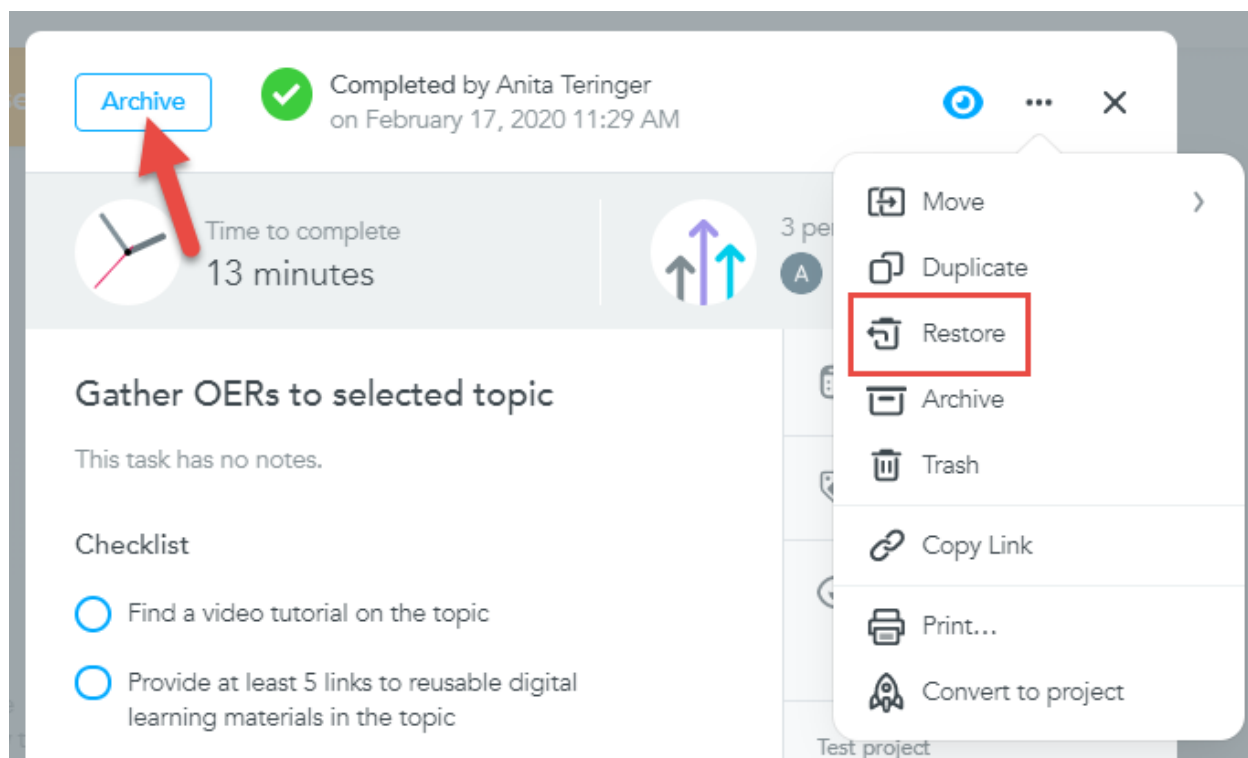 Archive
Completed by Anita Teringer
on February 17, 2020 11:29 AM
Time to complete
13 minutes
3
A
Gather OERs to selected topic
This task has no notes.
Checklist
Find a video tutorial on the topic
Provide at least 5 links to reusable digital
learning materials in the topic
Move
Duplicate
Restore
Archive
Trash
Copy Link
Print...
Convert to project
Test project